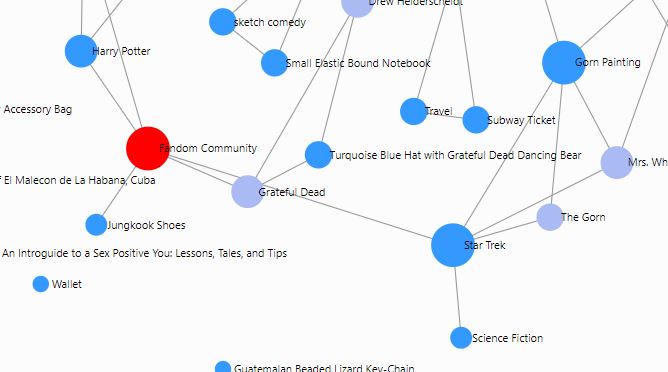 Drew Heiderscheidt
sketch comedy
Harry Potter
Small Elastic Bound Notebook
Gorn Painting
Accessory Bag
Travel
Subway Ticket
Fandom Community
Turquoise Blue Hat with Grateful Dead Dancing Bear
Mrs. Wh
El Malecon de La Habana, Cuba
Grateful Dead
The Gorn
Jungkook Shoes
Star Trek
An Introguide to a Sex Positive You: Lessons, Tales, and Tips
Wallet
Science Fiction
Guatemalan Beaded Lizard Key-Chain